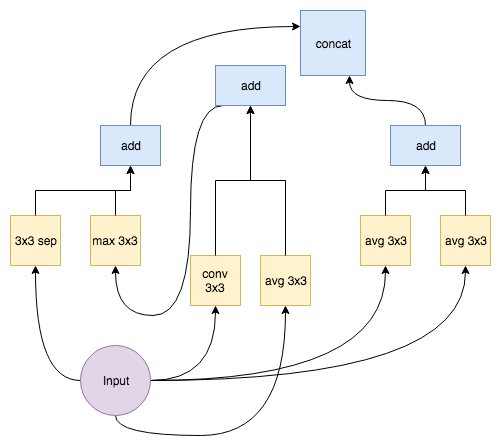 concat
add
add
add
3x3 sep
max 3x3
avg 3x3
avg 3x3
conv
3x3
avg 3x3
Input